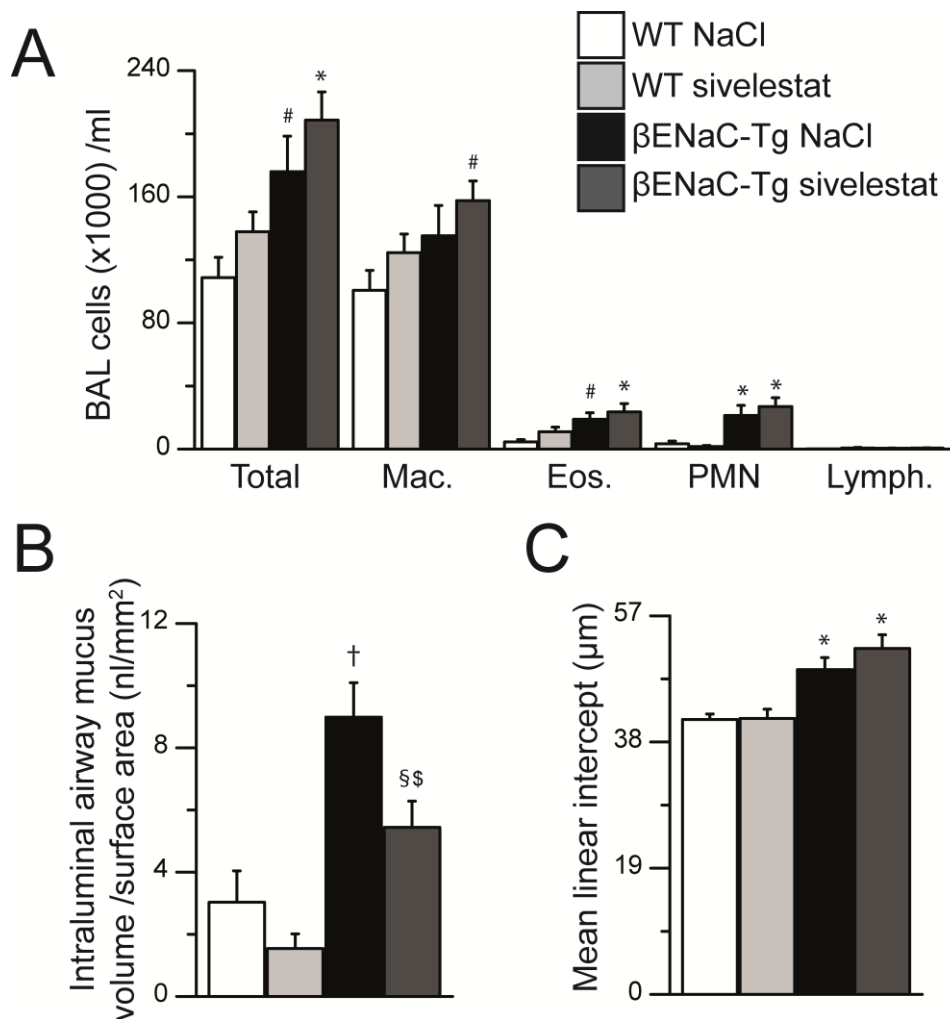 A
WT NaCl
WT sivelestat
βENaC-Tg NaCl
βENaC-Tg sivelestat
BAL cells (x1000) /ml
240
160
80
0
# *
#
# *
* *
Total Mac. Eos. PMN Lymph.
B
Intraluminal airway mucus
volume /surface area (nl/mm²)
12
8
4
0
†
§$
C
Mean linear intercept (µm)
57
38
19
0
* *